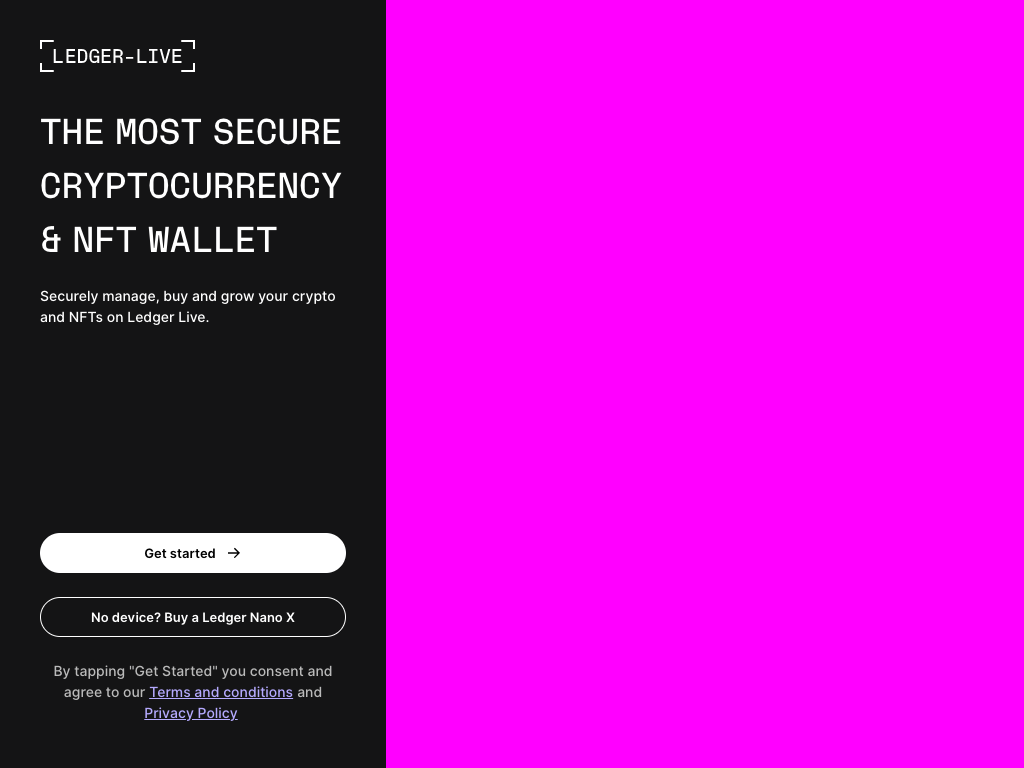 LEDGER-LIVE
THE MOST SECURE
CRYPTOCURRENCY
& NFT WALLET
Securely manage, buy and grow your crypto
and NFTs on Ledger Live.
Get started
No device? Buy a Ledger Nano X
By tapping "Get Started" you consent and
agree to our Terms and conditions and
Privacy Policy